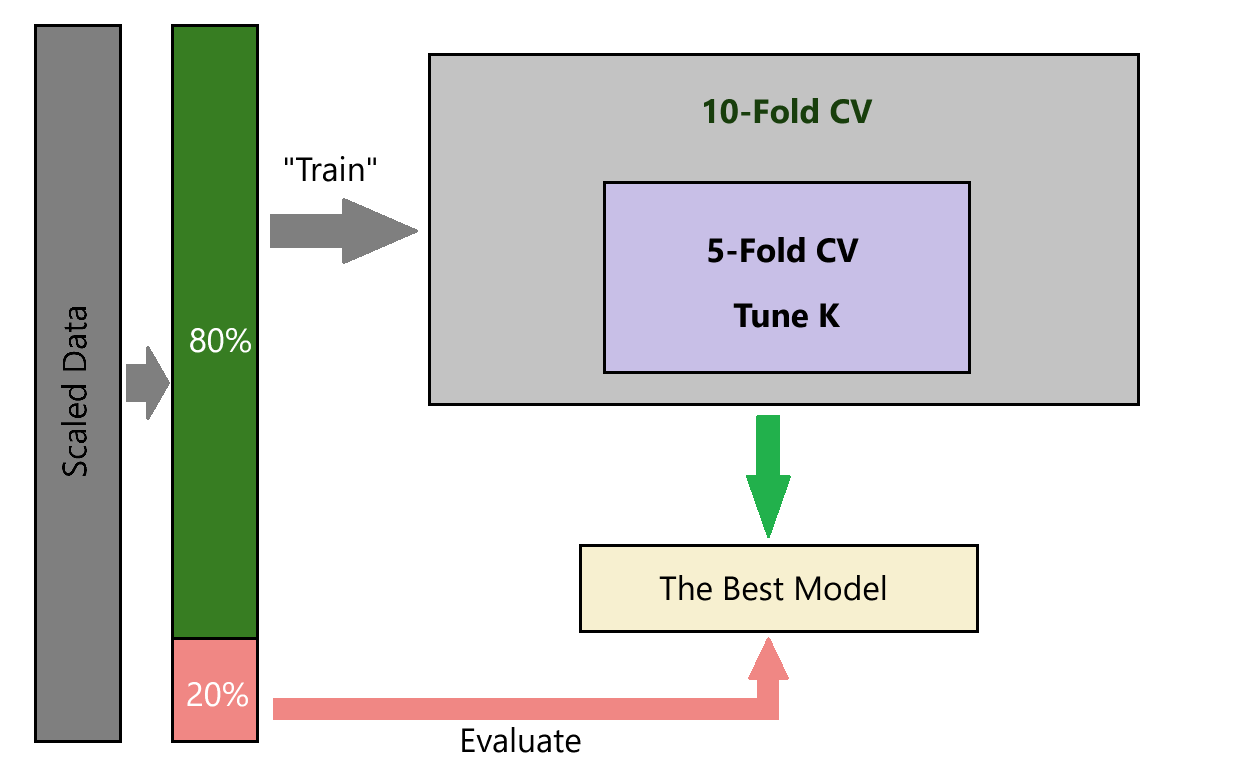 Scaled Data
80%
20%
"Train"
10-Fold CV
5-Fold CV
Tune K
The Best Model
Evaluate